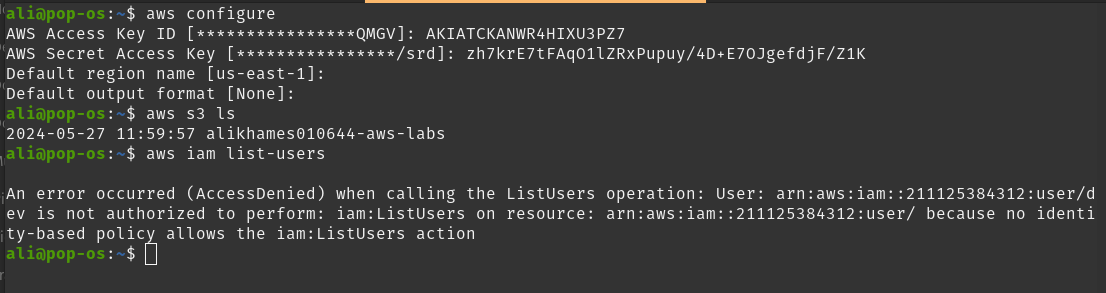 ali@pop-os:~$ aws configure
AWS Access Key ID [****************QMGV]: AKIATCKANWR4HIXU3PZ7
AWS Secret Access Key [****************/srd]: 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
Default region name [us-east-1]:
Default output format [None]:
ali@pop-os:~$ aws s3 ls
2024-05-27 11:59:57 alikhames010644-aws-labs
ali@pop-os:~$ aws iam list-users
An error occurred (AccessDenied) when calling the ListUsers operation: User: arn:aws:iam::211125384312:user/d
ev is not authorized to perform: iam:ListUsers on resource: arn:aws:iam::211125384312:user/ because no identi
ty-based policy allows the iam:ListUsers action
ali@pop-os:~$